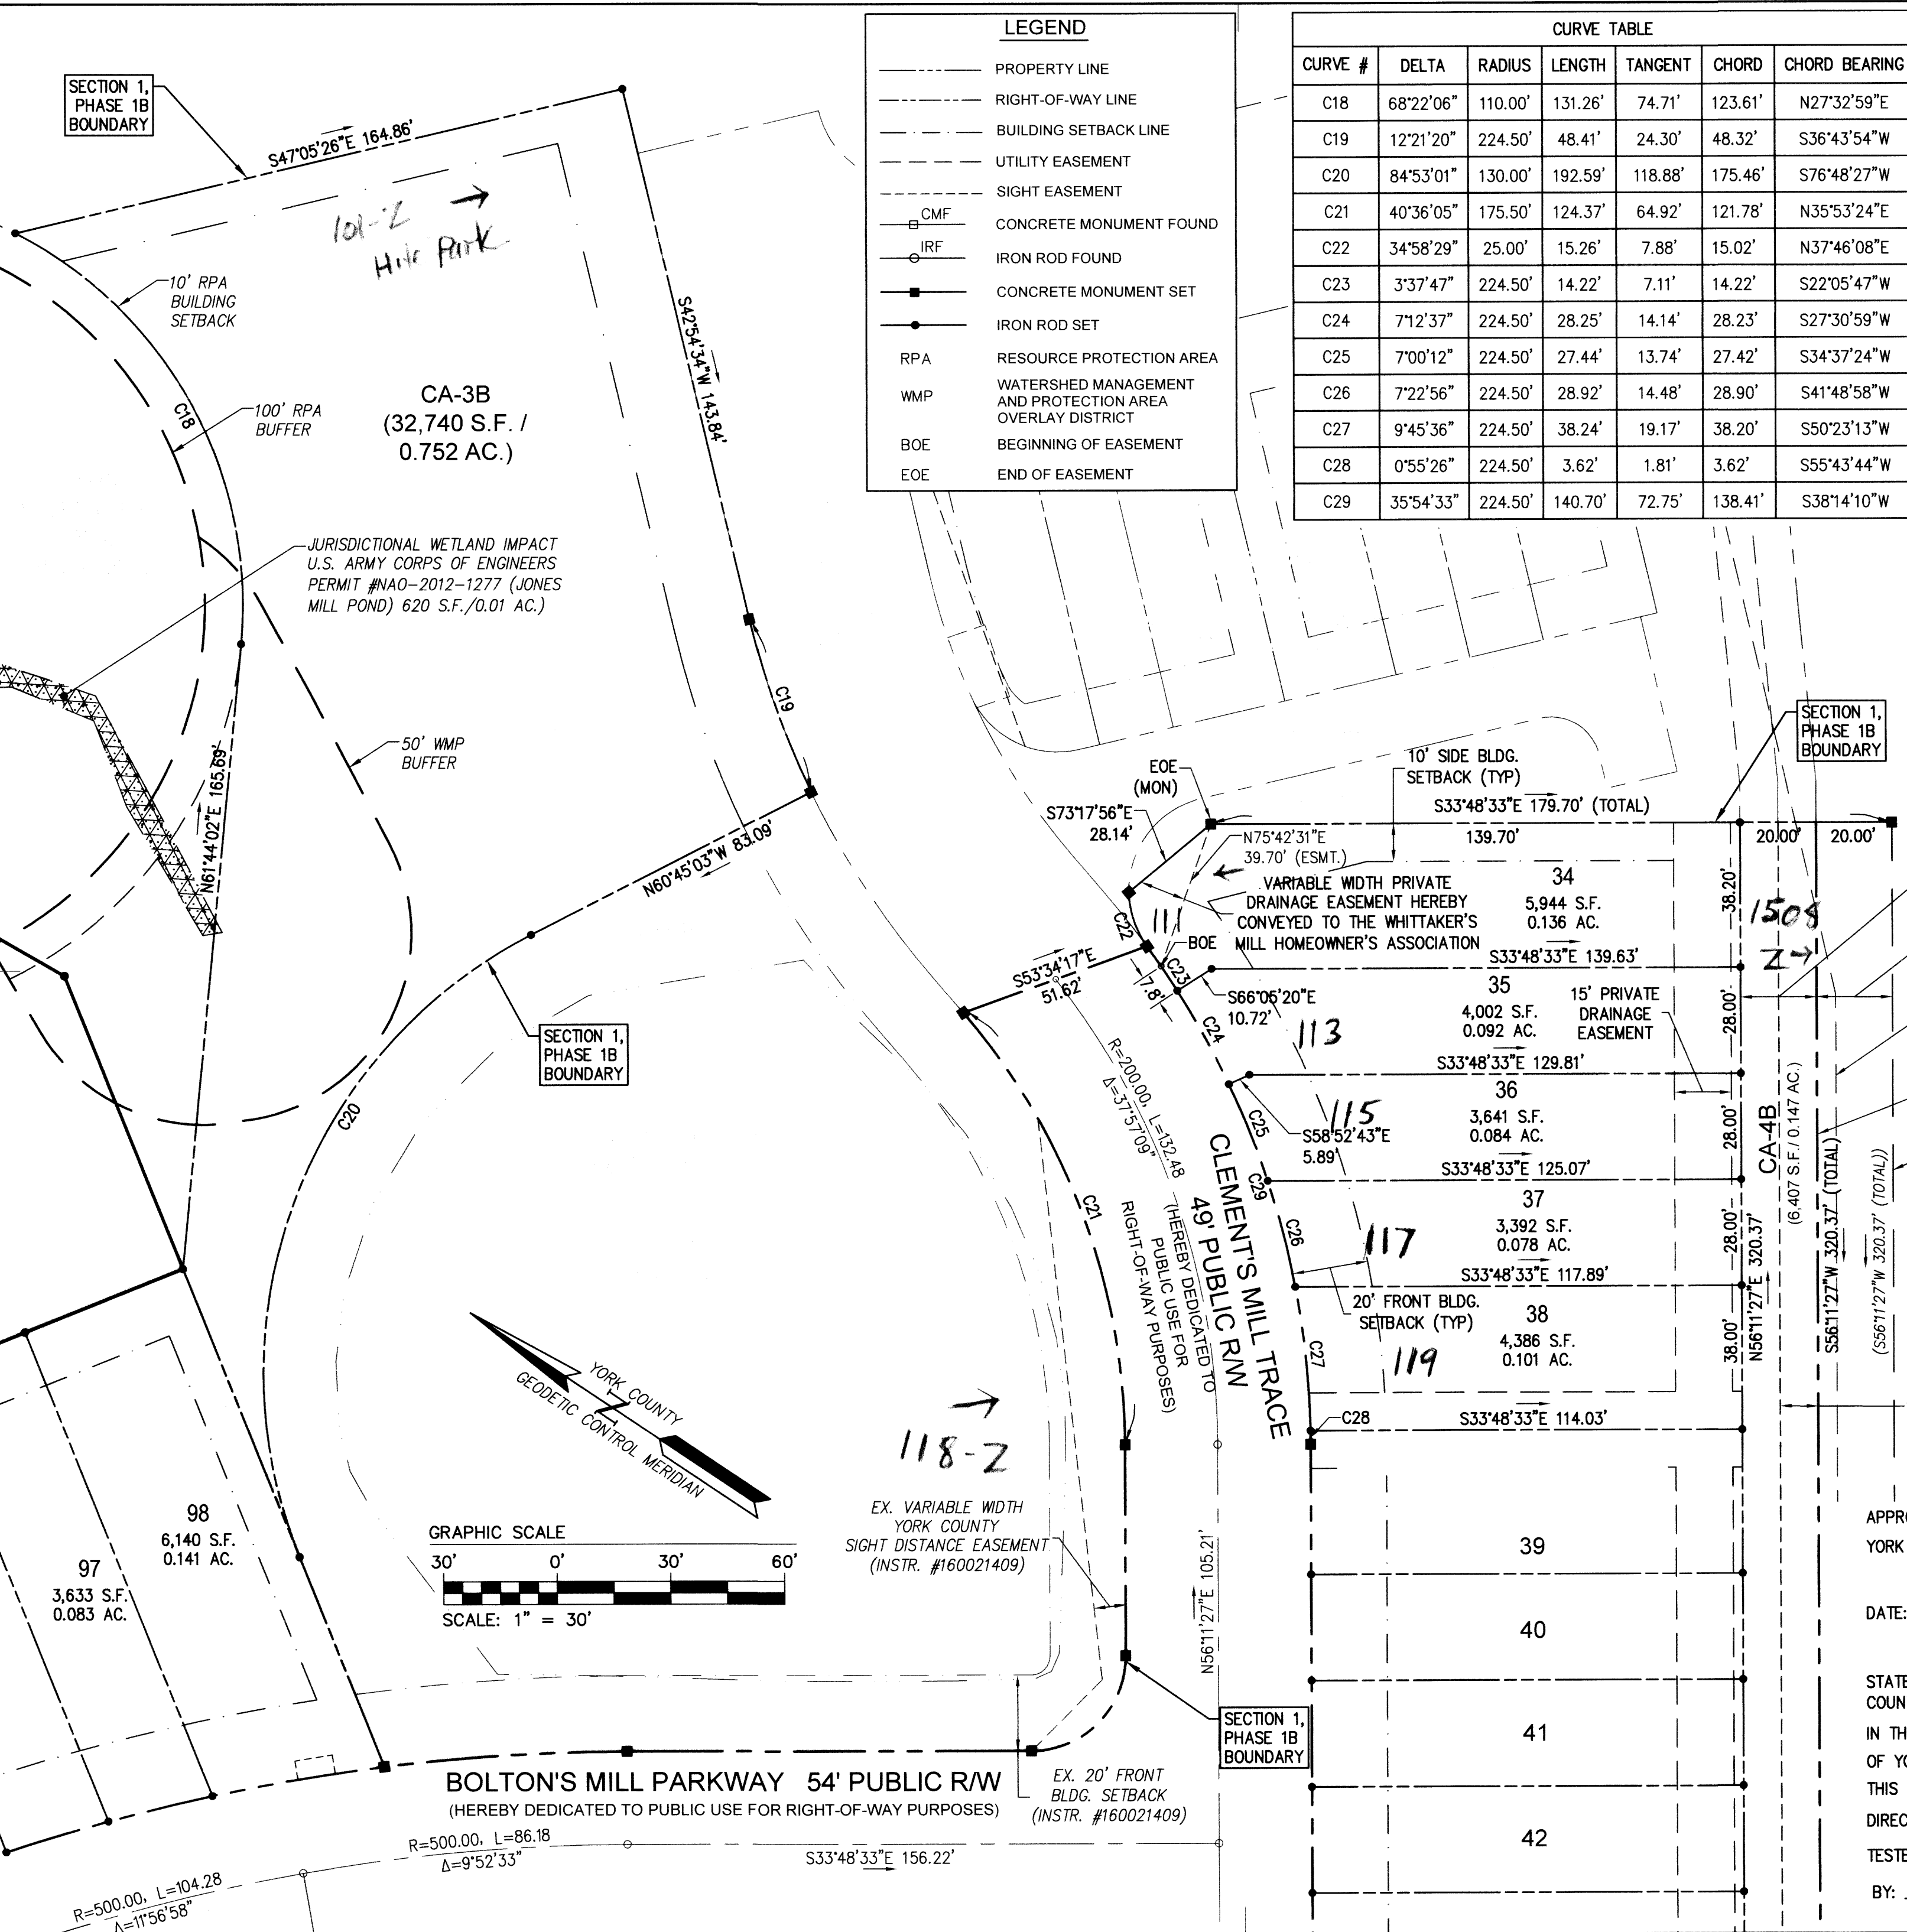 LEGEND
PROPERTY LINE
RIGHT-OF-WAY LINE
BUILDING SETBACK LINE
UTILITY EASEMENT
SIGHT EASEMENT
CMF CONCRETE MONUMENT FOUND
IRF IRON ROD FOUND
CONCRETE MONUMENT SET
IRON ROD SET
RPA RESOURCE PROTECTION AREA
WMP WATERSHED MANAGEMENT
AND PROTECTION AREA
OVERLAY DISTRICT
BOE BEGINNING OF EASEMENT
EOE END OF EASEMENT
CURVE TABLE
CURVE # DELTA RADIUS LENGTH TANGENT CHORD CHORD BEARING
C18 68°22'06" 110.00' 131.26' 74.71' 123.61' N27°32'59"E
C19 12°21'20" 224.50' 48.41' 24.30' 48.32' S36°43'54"W
C20 84°53'01" 130.00' 192.59' 118.88' 175.46' S76°48'27"W
C21 40°36'05" 175.50' 124.37' 64.92' 121.78' N35°53'24"E
C22 34°58'29" 25.00' 15.26' 7.88' 15.02' N37°46'08"E
C23 3°37'47" 224.50' 14.22' 7.11' 14.22' S22°05'47"W
C24 7°12'37" 224.50' 28.25' 14.14' 28.23' S27°30'59"W
C25 7°00'12" 224.50' 27.44' 13.74' 27.42' S34°37'24"W
C26 7°22'56" 224.50' 28.92' 14.48' 28.90' S41°48'58"W
C27 9°45'36" 224.50' 38.24' 19.17' 38.20' S50°23'13"W
C28 0°55'26" 224.50' 3.62' 1.81' 3.62' S55°43'44"W
C29 35°54'33" 224.50' 140.70' 72.75' 138.41' S38°14'10"W
SECTION 1,
PHASE 1B
BOUNDARY
S47°05'26"E 164.86'
101-Z
Park
10' RPA
BUILDING
SETBACK
C18
100' RPA
BUFFER
CA-3B
(32,740 S.F. /
0.752 AC.)
S42°54'34"W 143.84'
JURISDICTIONAL WETLAND IMPACT
U.S. ARMY CORPS OF ENGINEERS
PERMIT #NAO-2012-1277 (JONES
MILL POND) 620 S.F./0.01 AC.)
C19
50' WMP
BUFFER
N61°44'02"E 165.69'
N60°45'03"W 83.09'
SECTION 1,
PHASE 1B
BOUNDARY
C20
SECTION 1,
PHASE 1B
BOUNDARY
10' SIDE BLDG.
SETBACK (TYP)
EOE
(MON)
S33°48'33"E 179.70' (TOTAL)
S73°17'56"E
28.14'
139.70'
20.00' 20.00'
N75°42'31"E
39.70' (ESMT.)
VARIABLE WIDTH PRIVATE
DRAINAGE EASEMENT HEREBY
CONVEYED TO THE WHITTAKER'S
MILL HOMEOWNER'S ASSOCIATION
34
5,944 S.F.
0.136 AC.
38.20'
1508
Z
C22
111
BOE
S33°48'33"E 139.63'
S53°34'17"E
51.62'
C23
7.8'
S66°05'20"E
10.72'
35
4,002 S.F.
0.092 AC.
15' PRIVATE
DRAINAGE
EASEMENT
28.00'
C24
113
S33°48'33"E 129.81'
36
3,641 S.F.
0.084 AC.
28.00'
115
C25
S58°52'43"E
5.89'
S33°48'33"E 125.07'
C29
37
3,392 S.F.
0.078 AC.
28.00'
117
C26
S33°48'33"E 117.89'
20' FRONT BLDG.
SETBACK (TYP)
38
4,386 S.F.
0.101 AC.
38.00'
119
C27
C28
S33°48'33"E 114.03'
CA-4B
(6,407 S.F./ 0.147 AC.)
N56°11'27"E 320.37'
S56°11'27"W 320.37' (TOTAL)
(S56°11'27"W 320.37' (TOTAL))
R=200.00, L=132.48
Δ=37°57'09"
C21
CLEMENT'S MILL TRACE
49' PUBLIC R/W
(HEREBY DEDICATED TO
PUBLIC USE FOR
RIGHT-OF-WAY PURPOSES)
YORK COUNTY
GEODETIC CONTROL MERIDIAN
118-Z
EX. VARIABLE WIDTH
YORK COUNTY
SIGHT DISTANCE EASEMENT
(INSTR. #160021409)
N56°11'27"E 105.21'
GRAPHIC SCALE
30' 0' 30' 60'
SCALE: 1" = 30'
98
6,140 S.F.
0.141 AC.
97
3,633 S.F.
0.083 AC.
39
40
41
42
SECTION 1,
PHASE 1B
BOUNDARY
BOLTON'S MILL PARKWAY 54' PUBLIC R/W
(HEREBY DEDICATED TO PUBLIC USE FOR RIGHT-OF-WAY PURPOSES)
EX. 20' FRONT
BLDG. SETBACK
(INSTR. #160021409)
R=500.00, L=86.18
Δ=9°52'33"
S33°48'33"E 156.22'
R=500.00, L=104.28
Δ=11°56'58"
YORK
DATE:
IN TH
OF YO
THIS
BY: